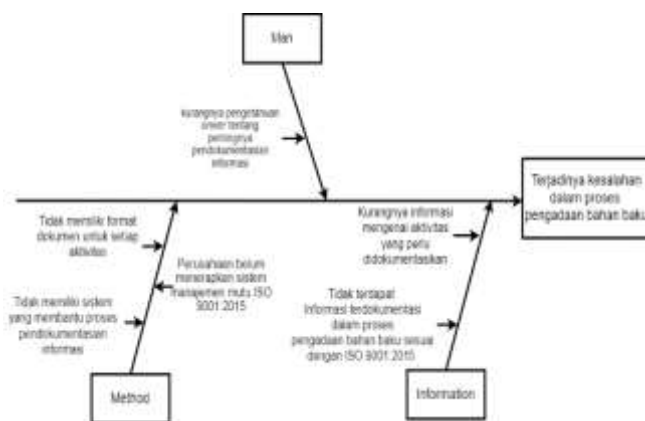 Man
kurangnya pengetahuan
owner tentang
pentingnya
pendokumentasian
informasi
Terjadinya kesalahan
dalam proses
pengadaan bahan baku
Tidak memiliki format
dokumen untuk setiap
aktivitas
Perusahaan belum
menerapkan sistem
manajemen mutu ISO
9001:2015
Tidak memiliki sistem
yang membantu proses
pendokumentasian
informasi
Kurangnya informasi
mengenai aktivitas
yang perlu
didokumentasikan
Tidak terdapat
Informasi terdokumentasi
dalam proses
pengadaan bahan baku sesuai
dengan ISO 9001:2015
Method
Information